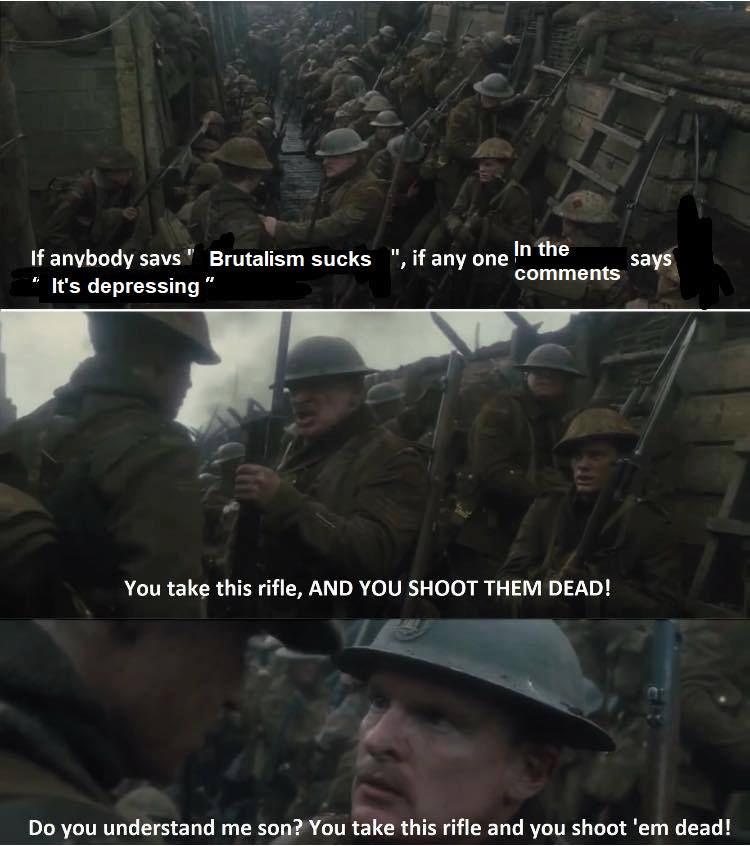 If anybody says " Brutalism sucks ", if any one In the comments says
" It's depressing "
You take this rifle, AND YOU SHOOT THEM DEAD!
Do you understand me son? You take this rifle and you shoot 'em dead!